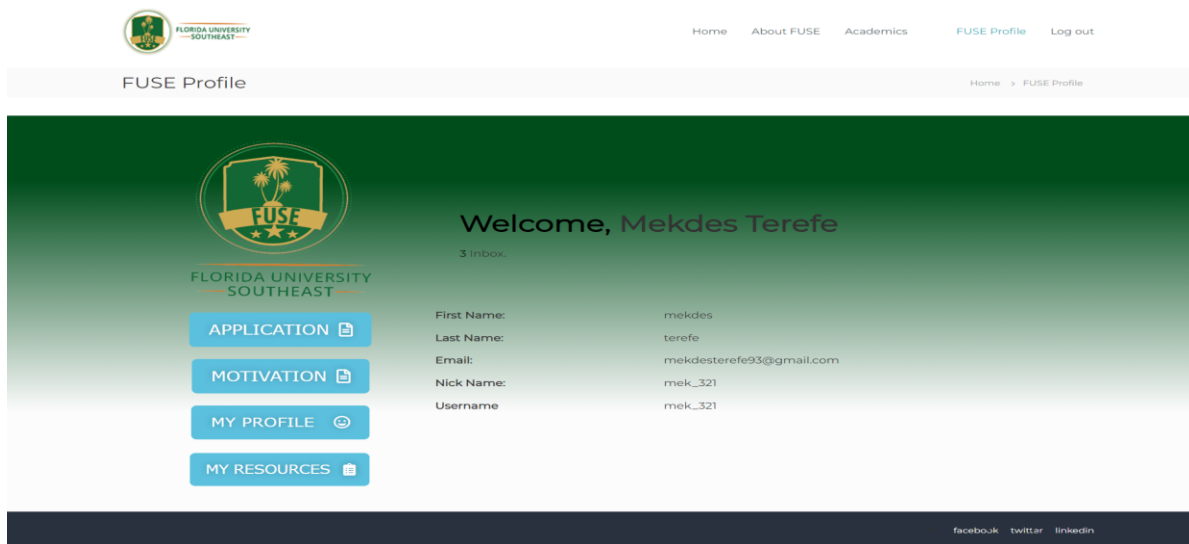 FLORIDA UNIVERSITY
SOUTHEAST
FUSE
Home About FUSE Academics FUSE Profile Log out
FUSE Profile
Home > FUSE Profile
FUSE
FLORIDA UNIVERSITY
SOUTHEAST
Welcome, Mekdes Terefe
3 Inbox.
APPLICATION
MOTIVATION
MY PROFILE
MY RESOURCES
First Name: mekdes
Last Name: terefe
Email: mekdesterefe93@gmail.com
Nick Name: mek_321
Username mek_321
facebook twitter linkedin